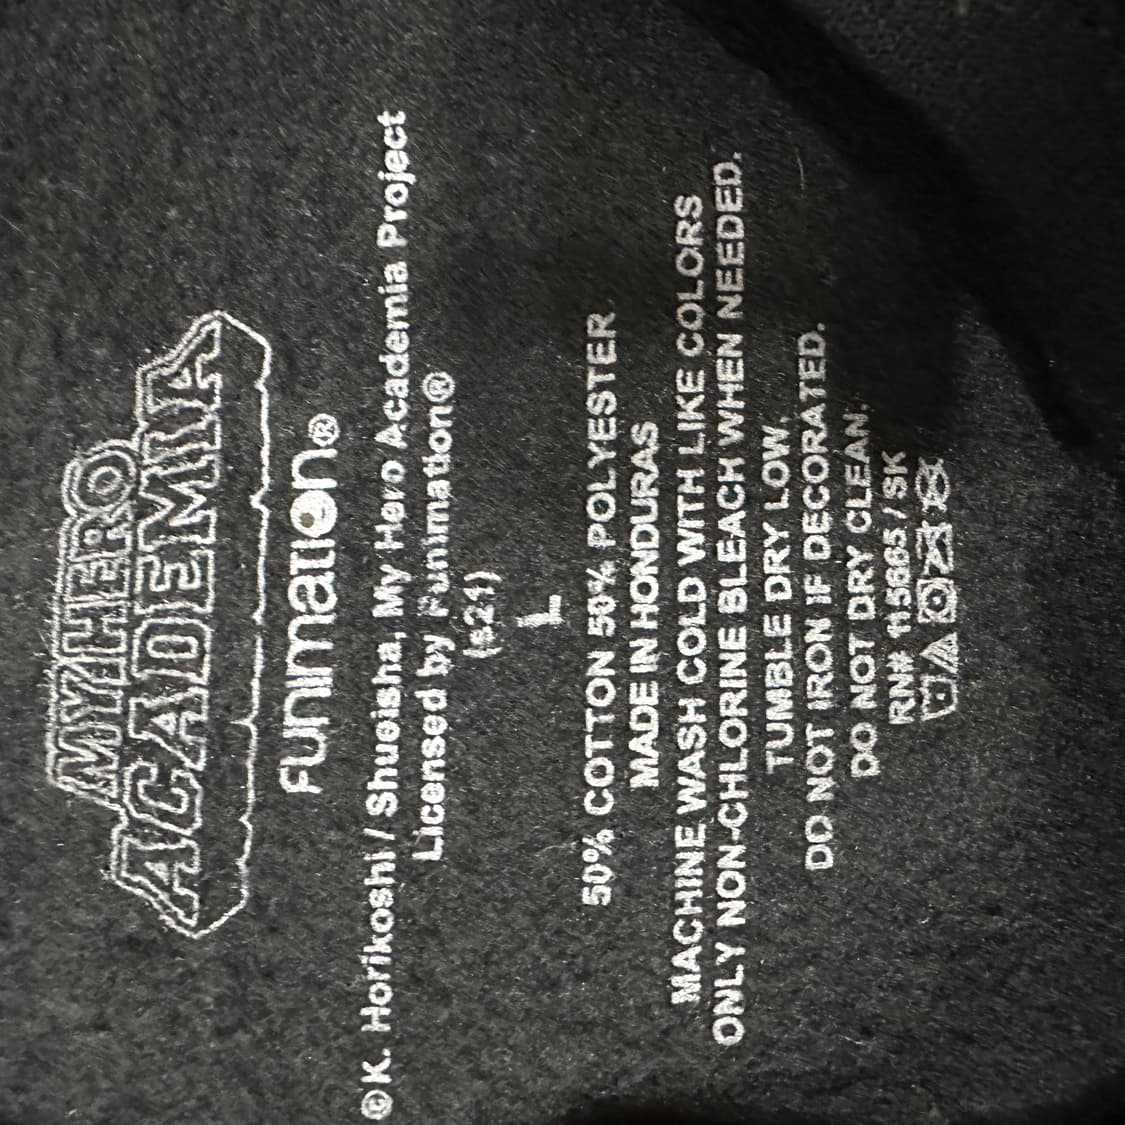 MY HERO
ACADEMIA
FUNimation®
©K. Horikoshi / Shueisha, My Hero Academia Project
Licensed by Funimation®
(s21)
L
50% COTTON 50% POLYESTER
MADE IN HONDURAS
MACHINE WASH COLD WITH LIKE COLORS
ONLY NON-CHLORINE BLEACH WHEN NEEDED.
TUMBLE DRY LOW.
DO NOT IRON IF DECORATED.
DO NOT DRY CLEAN.
RN# 115665 / SK